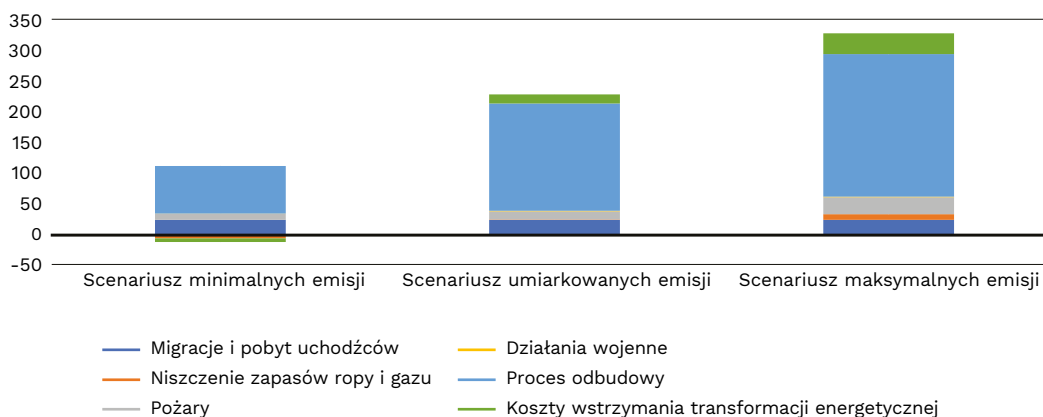 350
300
250
200
150
100
50
0
-50
Scenariusz minimalnych emisji
Scenariusz umiarkowanych emisji
Scenariusz maksymalnych emisji
Migracje i pobyt uchodźców
Działania wojenne
Niszczenie zapasów ropy i gazu
Proces odbudowy
Pożary
Koszty wstrzymania transformacji energetycznej